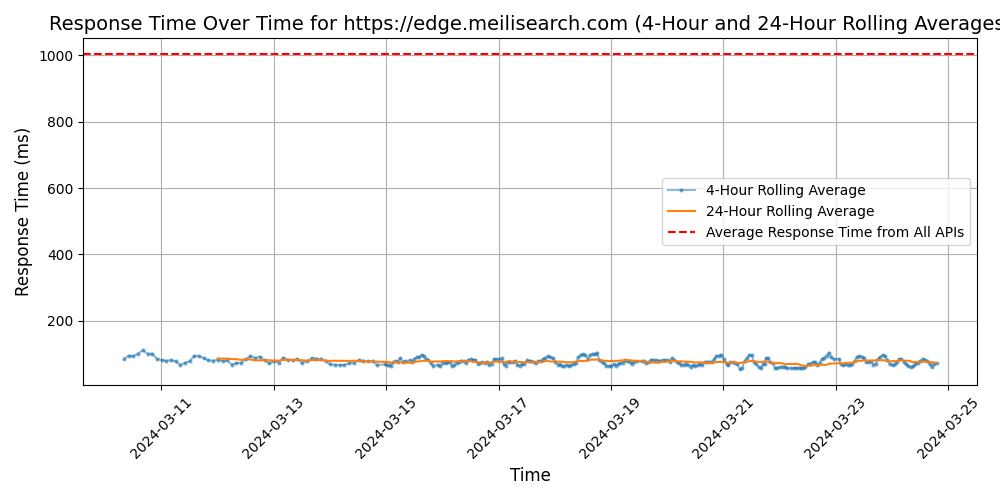 Response Time Over Time for https://edge.meilisearch.com (4-Hour and 24-Hour Rolling Averages
Response Time (ms)
1000
800
600
400
200
4-Hour Rolling Average
24-Hour Rolling Average
Average Response Time from All APIs
2024-03-11
2024-03-13
2024-03-15
2024-03-17
2024-03-19
2024-03-21
2024-03-23
2024-03-25
Time